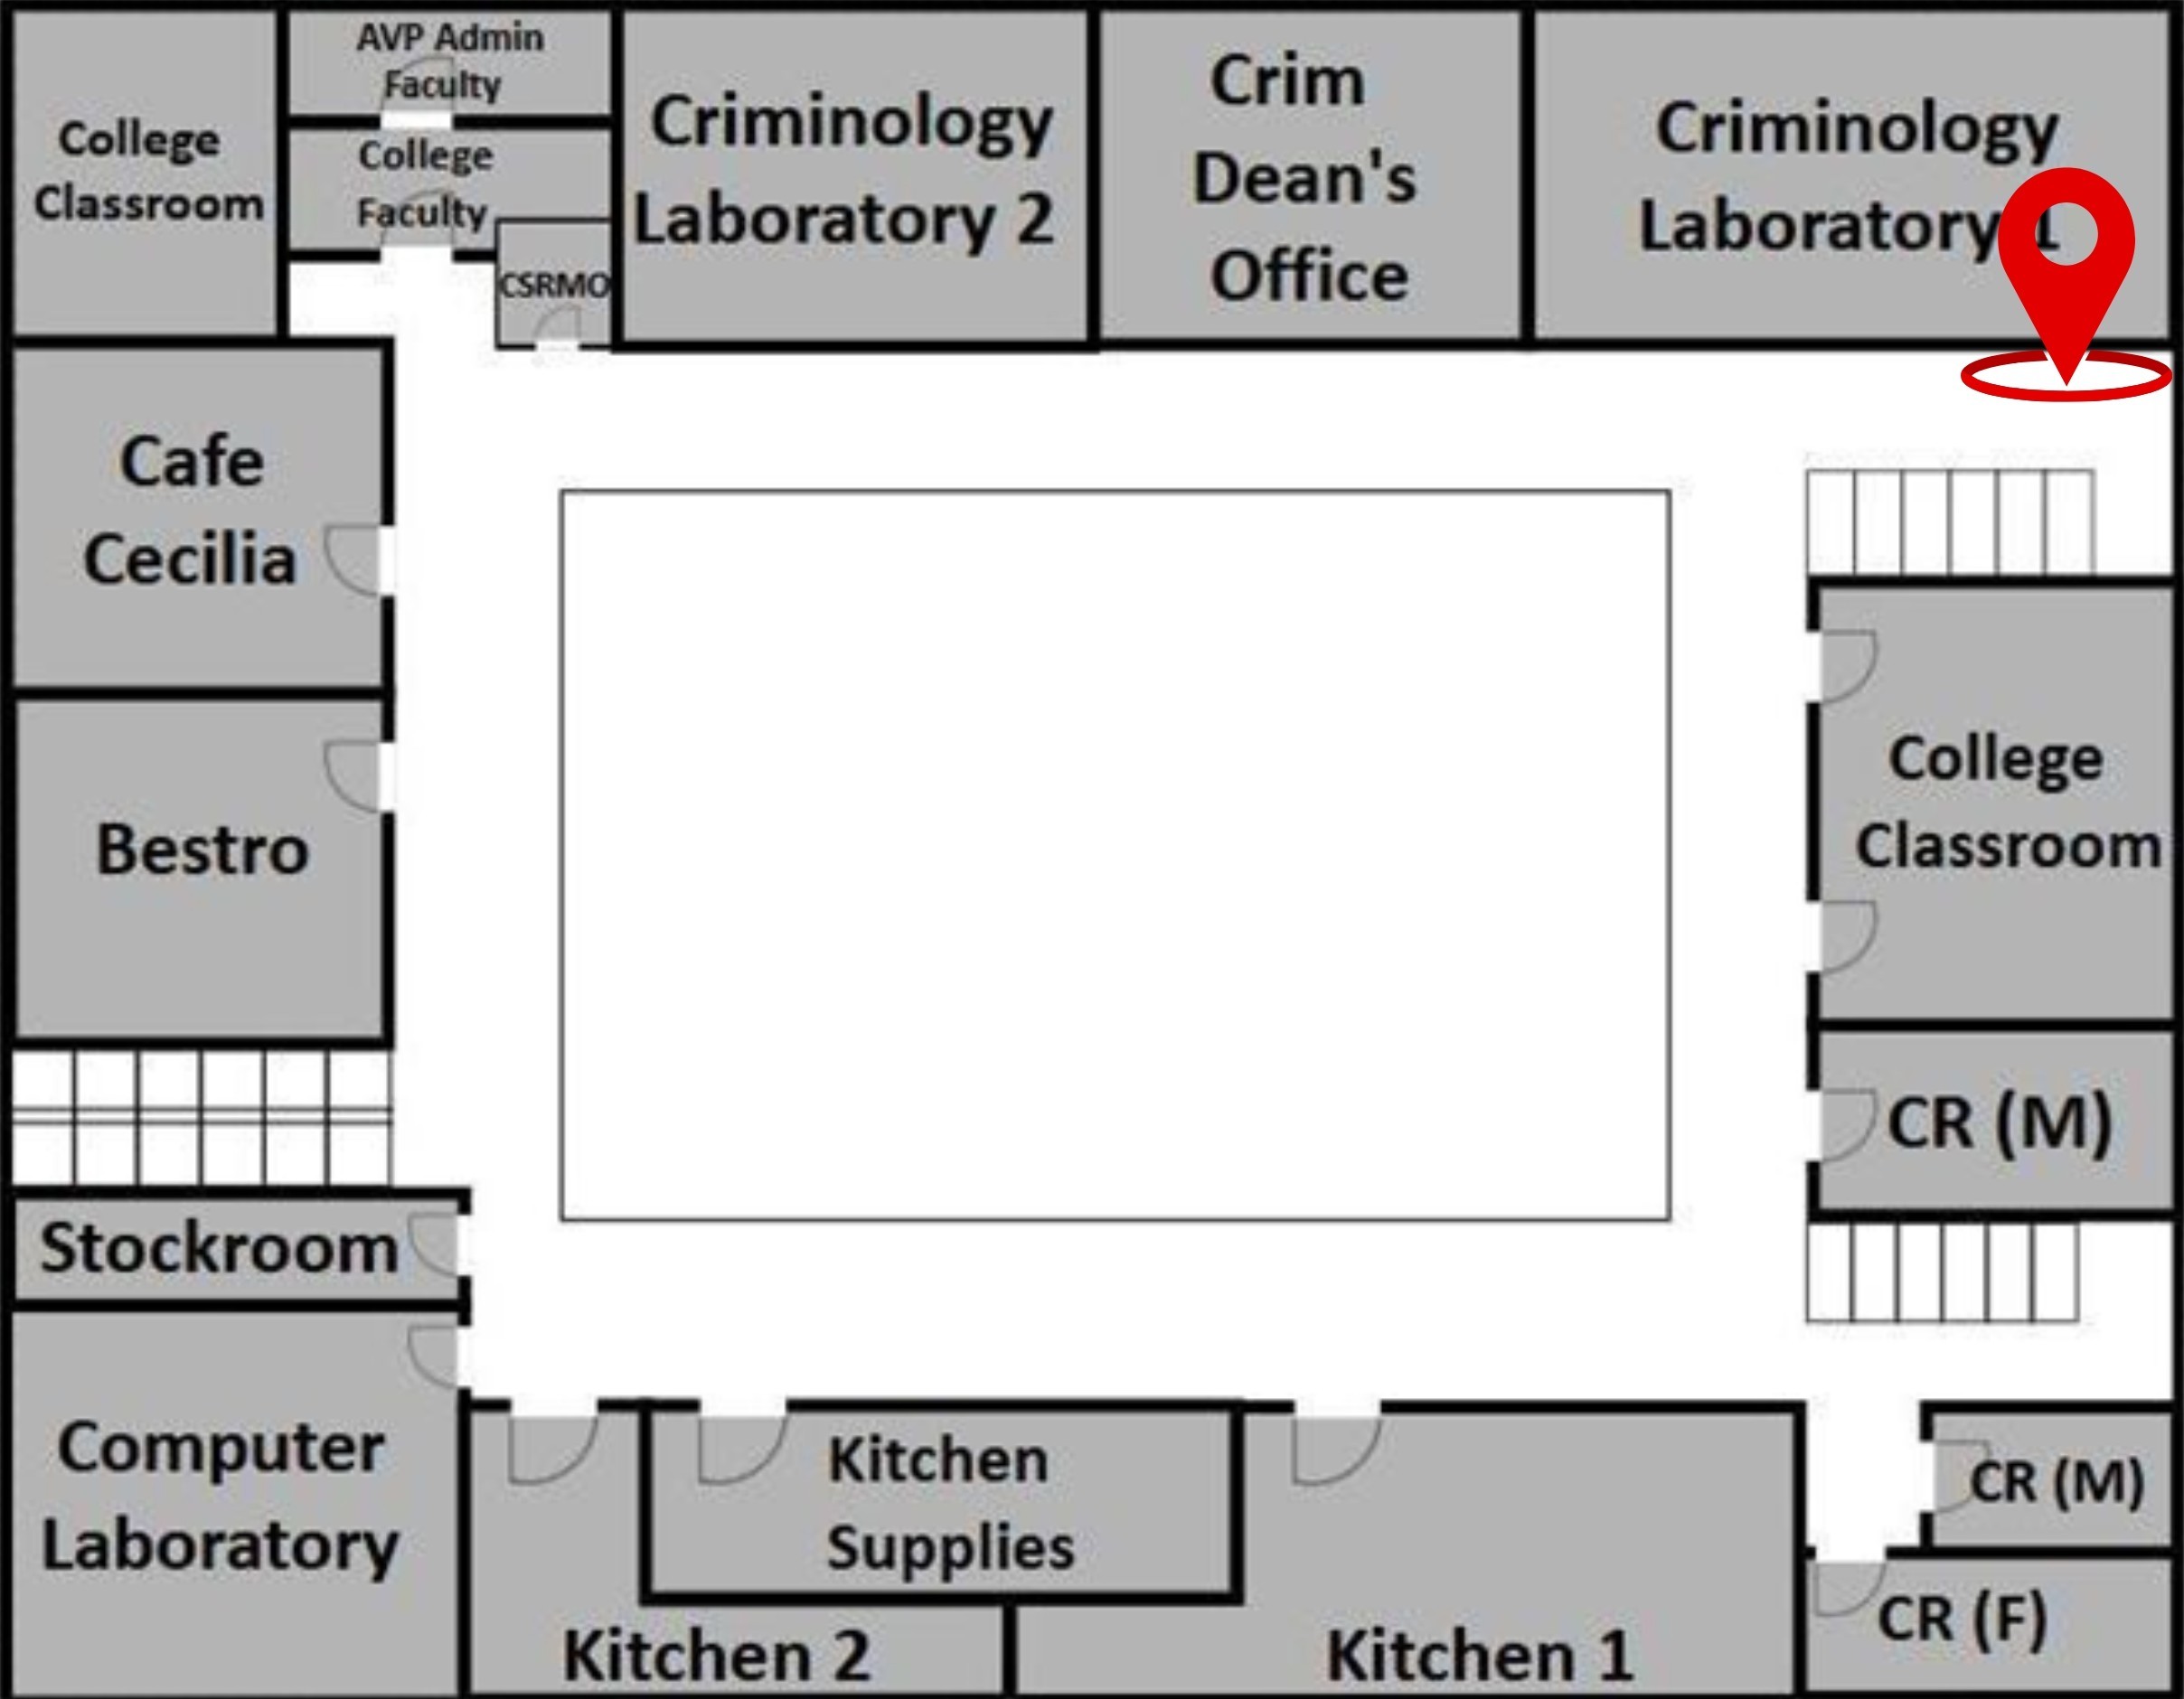 College
Classroom
AVP Admin
Faculty
College
Faculty
CSRMO
Criminology
Laboratory 2
Crim
Dean's
Office
Criminology
Laboratory 1
Cafe
Cecilia
Bestro
College
Classroom
CR (M)
Stockroom
Computer
Laboratory
Kitchen
Supplies
Kitchen 2
Kitchen 1
CR (M)
CR (F)